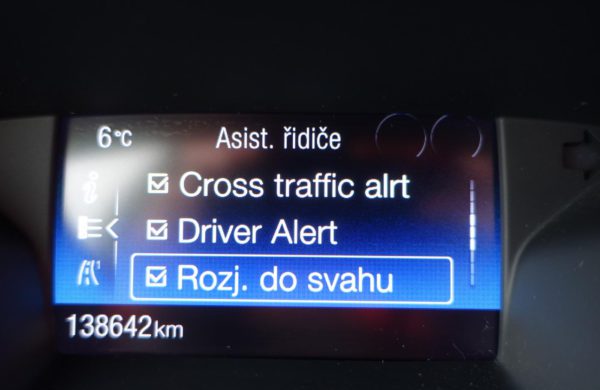 6°C
Asist. řidiče
Cross traffic alrt
Driver Alert
Rozj. do svahu
138642km